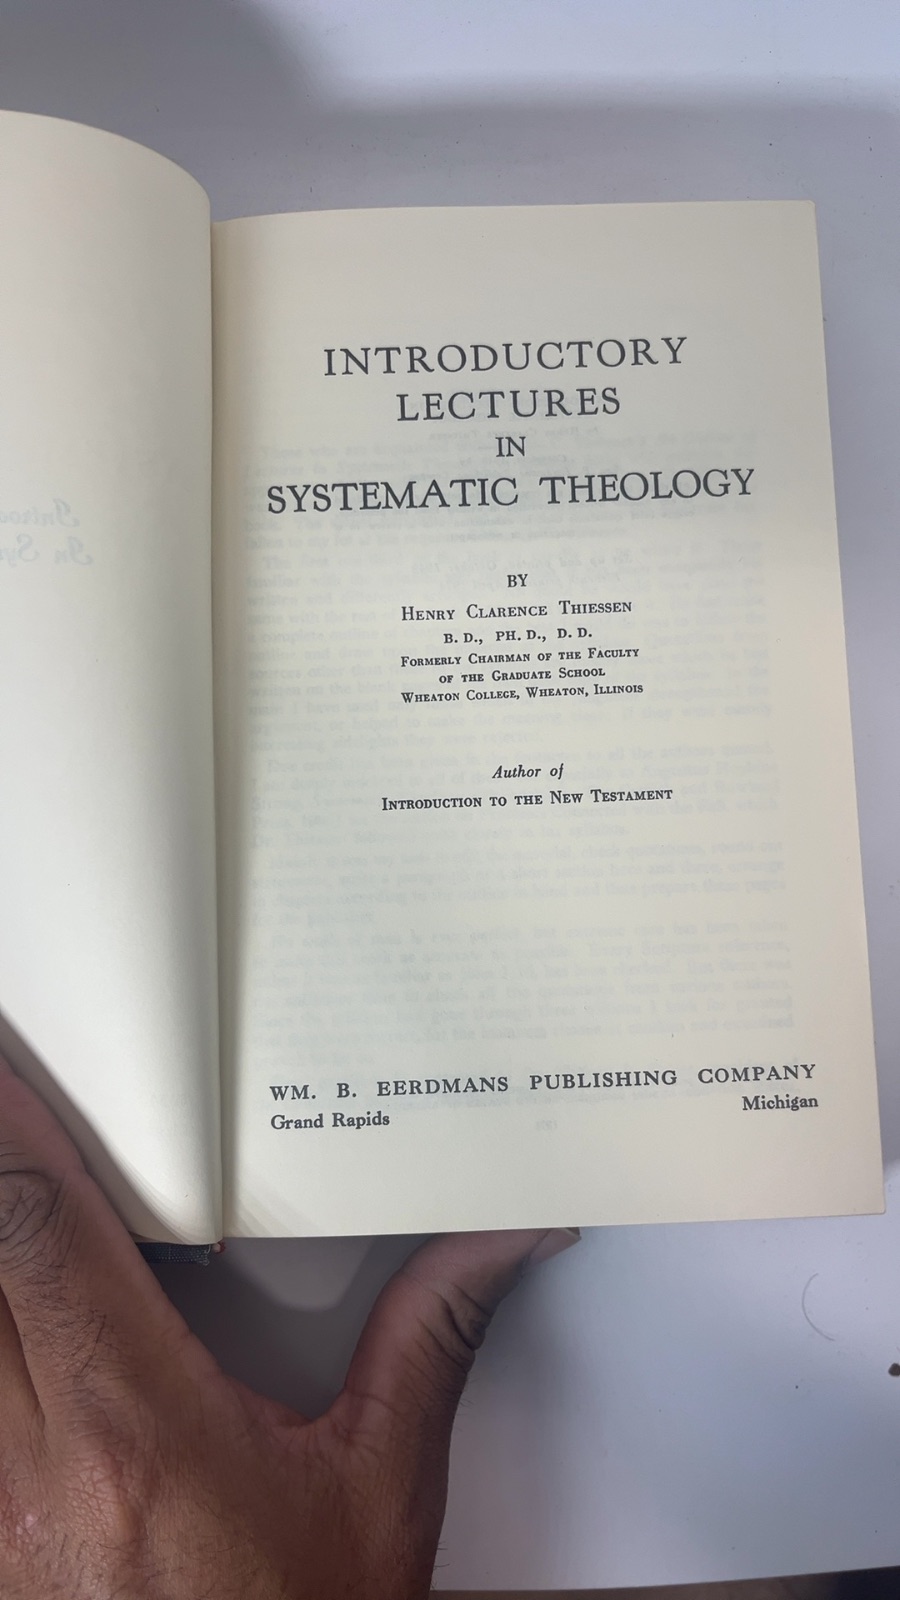 INTRODUCTORY
LECTURES
IN
SYSTEMATIC THEOLOGY
BY
HENRY CLARENCE THIESSEN
B. D., PH. D., D. D.
FORMERLY CHAIRMAN OF THE FACULTY
OF THE GRADUATE SCHOOL
WHEATON COLLEGE, WHEATON, ILLINOIS
Author of
INTRODUCTION TO THE NEW TESTAMENT
WM. B. EERDMANS PUBLISHING COMPANY
Grand Rapids Michigan